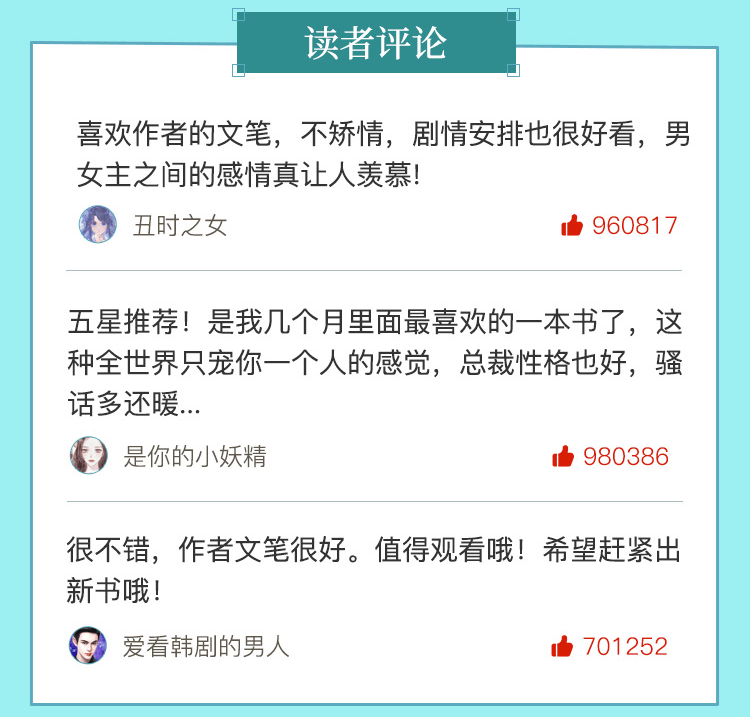 读者评论
喜欢作者的文笔，不矫情，剧情安排也很好看，男
女主之间的感情真让人羡慕!
丑时之女 960817
五星推荐！是我几个月里面最喜欢的一本书了，这
种全世界只宠你一个人的感觉，总裁性格也好，骚
话多还暖...
是你的小妖精 980386
很不错，作者文笔很好。值得观看哦！希望赶紧出
新书哦！
爱看韩剧的男人 701252